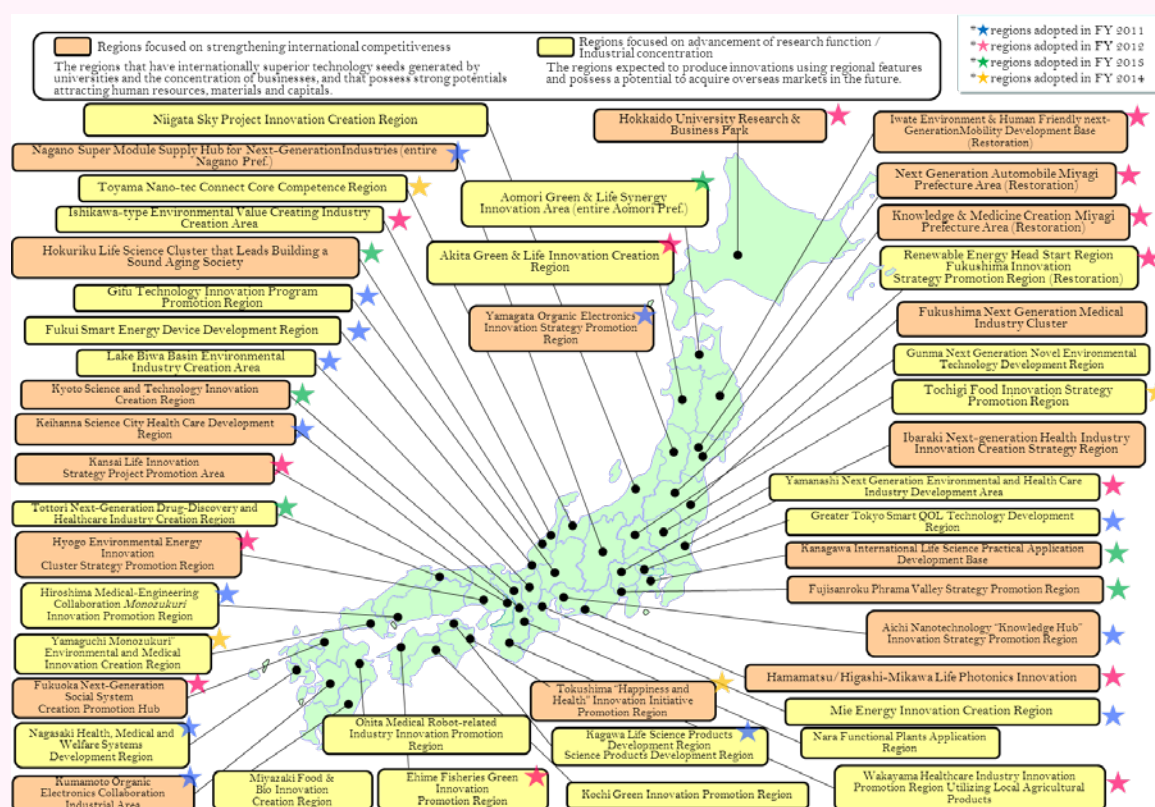 Regions focused on strengthening international competitiveness
The regions that have internationally superior technology seeds generated by
universities and the concentration of businesses, and that possess strong potentials
attracting human resources, materials and capitals.
Regions focused on advancement of research function /
Industrial concentration
The regions expected to produce innovations using regional features
and possess a potential to acquire overseas markets in the future.
*★regions adopted in FY 2011
*★regions adopted in FY 2012
*★regions adopted in FY 2013
*★regions adopted in FY 2014
Niigata Sky Project Innovation Creation Region
Nagano Super Module Supply Hub for Next-GenerationIndustries (entire
Nagano Pref.)
Toyama Nano-tec Connect Core Competence Region
Ishikawa-type Environmental Value Creating Industry
Creation Area
Hokuriku Life Science Cluster that Leads Building a
Sound Aging Society
Gifu Technology Innovation Program
Promotion Region
Fukui Smart Energy Device Development Region
Lake Biwa Basin Environmental
Industry Creation Area
Kyoto Science and Technology Innovation
Creation Region
Keihanna Science City Health Care Development
Region
Kansai Life Innovation
Strategy Project Promotion Area
Tottori Next-Generation Drug-Discovery and
Healthcare Industry Creation Region
Hyogo Environmental Energy
Innovation
Cluster Strategy Promotion Region
Hiroshima Medical-Engineering
Collaboration Monozukuri
Innovation Promotion Region
Yamaguchi Monozukuri"
Environmental and Medical
Innovation Creation Region
Fukuoka Next-Generation
Social System
Creation Promotion Hub
Nagasaki Health, Medical and
Welfare Systems
Development Region
Kumamoto Organic
Electronics Collaboration
Industrial Area
Hokkaido University Research &
Business Park
Aomori Green & Life Synergy
Innovation Area (entire Aomori Pref.)
Akita Green & Life Innovation Creation
Region
Yamagata Organic Electronics
Innovation Strategy Promotion
Region
Iwate Environment & Human Friendly next-
GenerationMobility Development Base
(Restoration)
Next Generation Automobile Miyagi
Prefecture Area (Restoration)
Knowledge & Medicine Creation Miyagi
Prefecture Area (Restoration)
Renewable Energy Head Start Region
Fukushima Innovation
Strategy Promotion Region (Restoration)
Fukushima Next Generation Medical
Industry Cluster
Gunma Next Generation Novel Environmental
Technology Development Region
Tochigi Food Innovation Strategy
Promotion Region
Ibaraki Next-generation Health Industry
Innovation Creation Strategy Region
Yamanashi Next Generation Environmental and Health Care
Industry Development Area
Greater Tokyo Smart QOL Technology Development
Region
Kanagawa International Life Science Practical Application
Development Base
Fujisanroku Phrama Valley Strategy Promotion Region
Aichi Nanotechnology "Knowledge Hub"
Innovation Strategy Promotion Region
Hamamatsu/Higashi-Mikawa Life Photonics Innovation
Mie Energy Innovation Creation Region
Nara Functional Plants Application
Region
Wakayama Healthcare Industry Innovation
Promotion Region Utilizing Local Agricultural
Products
Tokushima "Happiness and
Health" Innovation Initiative
Promotion Region
Kagawa Life Science Products
Development Region
Science Products Development Region
Kochi Green Innovation Promotion Region
Ohita Medical Robot-related
Industry Innovation Promotion
Region
Ehime Fisheries Green
Innovation
Promotion Region
Miyazaki Food &
Bio Innovation
Creation Region